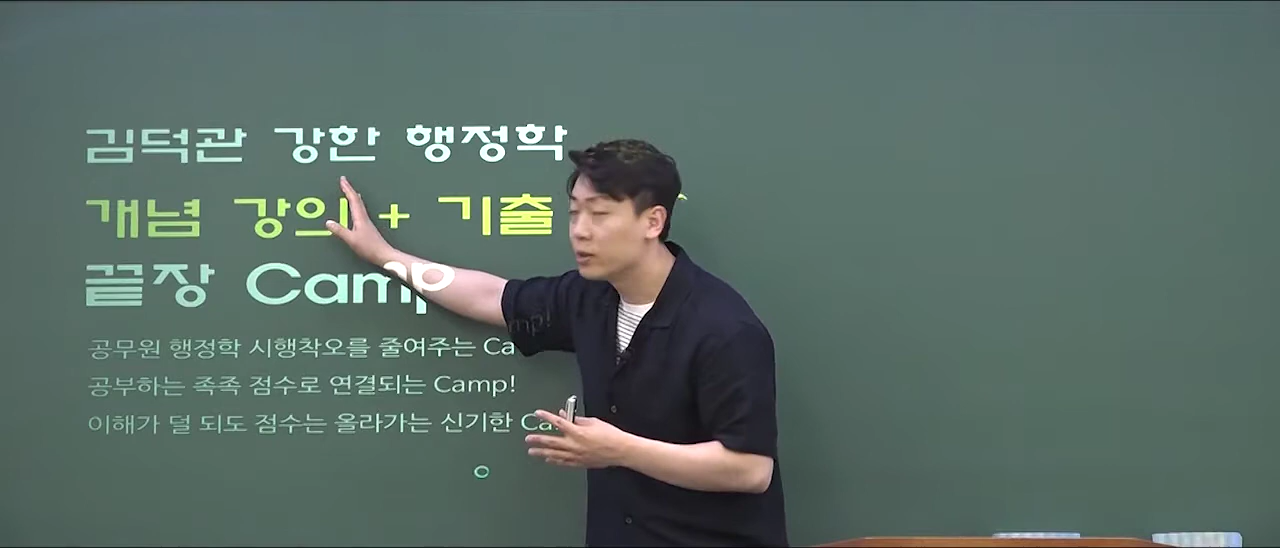 김덕관 강한 행정학
개념 강의 + 기출
끝장 Camp
공무원 행정학 시행착오를 줄여주는 Ca
공부하는 족족 점수로 연결되는 Camp!
이해가 덜 되도 점수는 올라가는 신기한 Ca